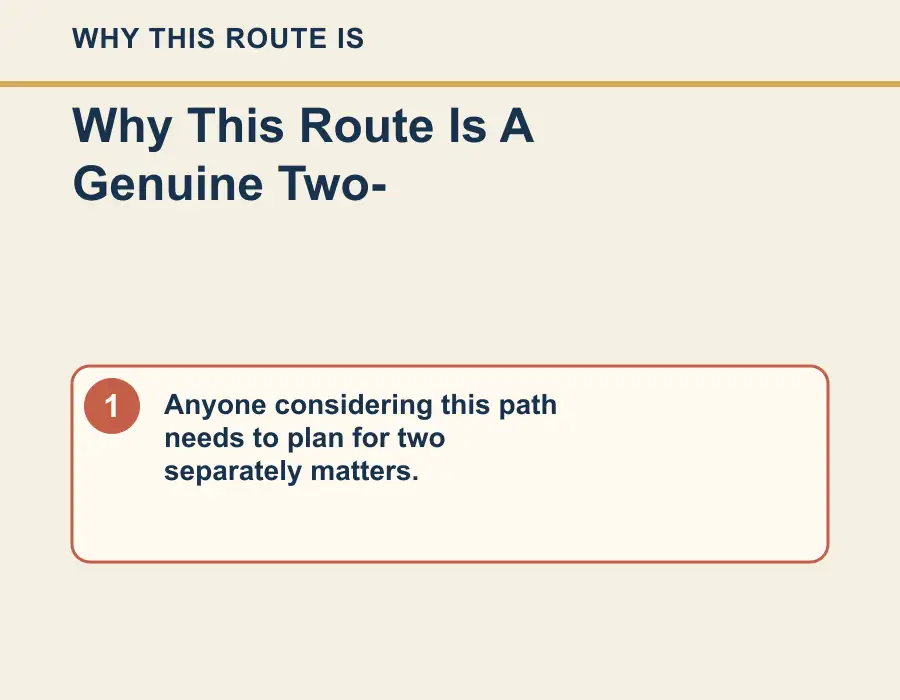 WHY THIS ROUTE IS
Why This Route Is A
Genuine Two-
1
Anyone considering this path
needs to plan for two
separately matters.